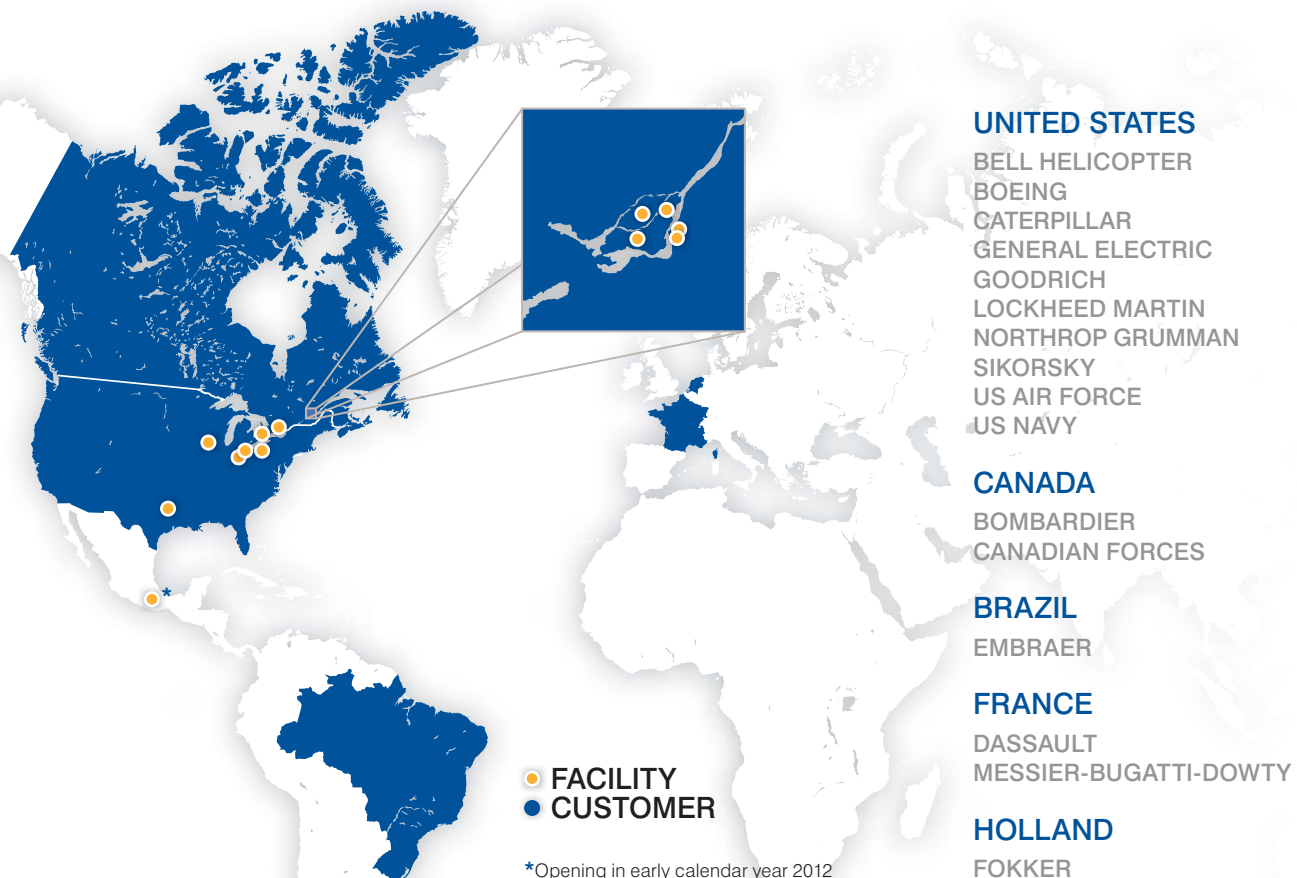 UNITED STATES
BELL HELICOPTER
BOEING
CATERPILLAR
GENERAL ELECTRIC
GOODRICH
LOCKHEED MARTIN
NORTHROP GRUMMAN
SIKORSKY
US AIR FORCE
US NAVY
CANADA
BOMBARDIER
CANADIAN FORCES
BRAZIL
EMBRAER
FRANCE
DASSAULT
MESSIER-BUGATTI-DOWTY
HOLLAND
FOKKER
*
FACILITY
CUSTOMER
*Opening in early calendar year 2012